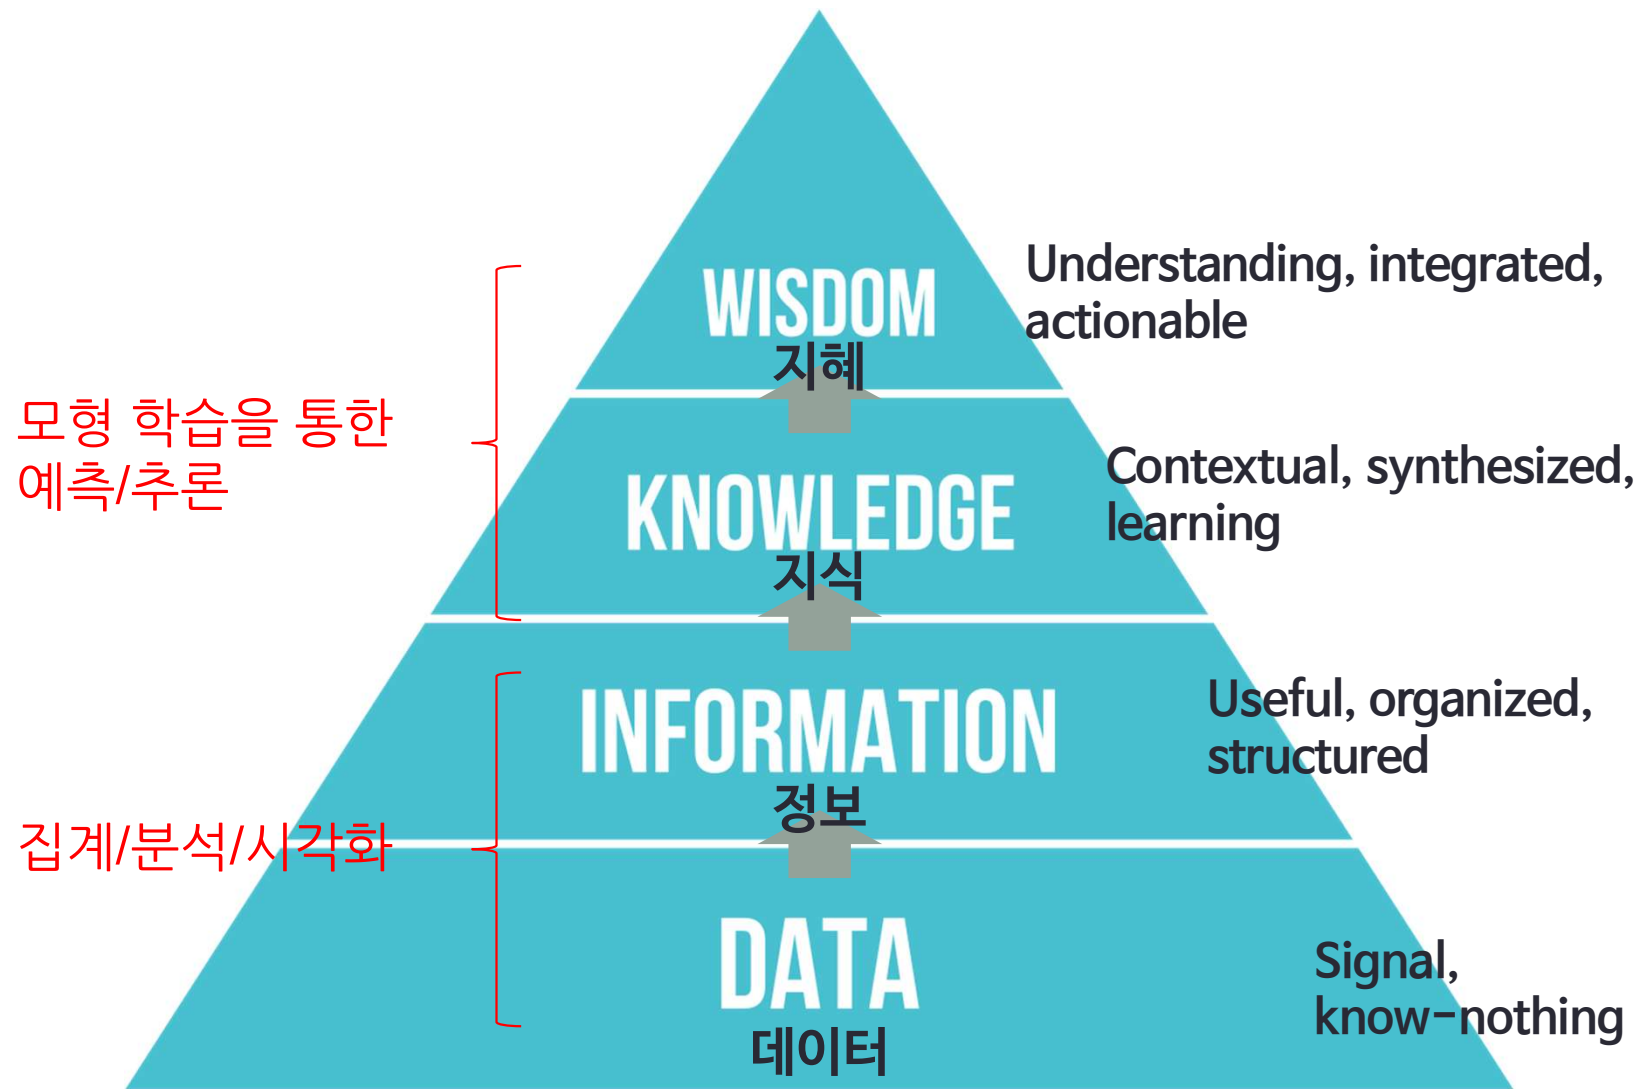 WISDOM
지혜
Understanding, integrated,
actionable
모형 학습을 통한
예측/추론
KNOWLEDGE
지식
Contextual, synthesized,
learning
INFORMATION
정보
Useful, organized,
structured
집계/분석/시각화
DATA
데이터
Signal,
know-nothing